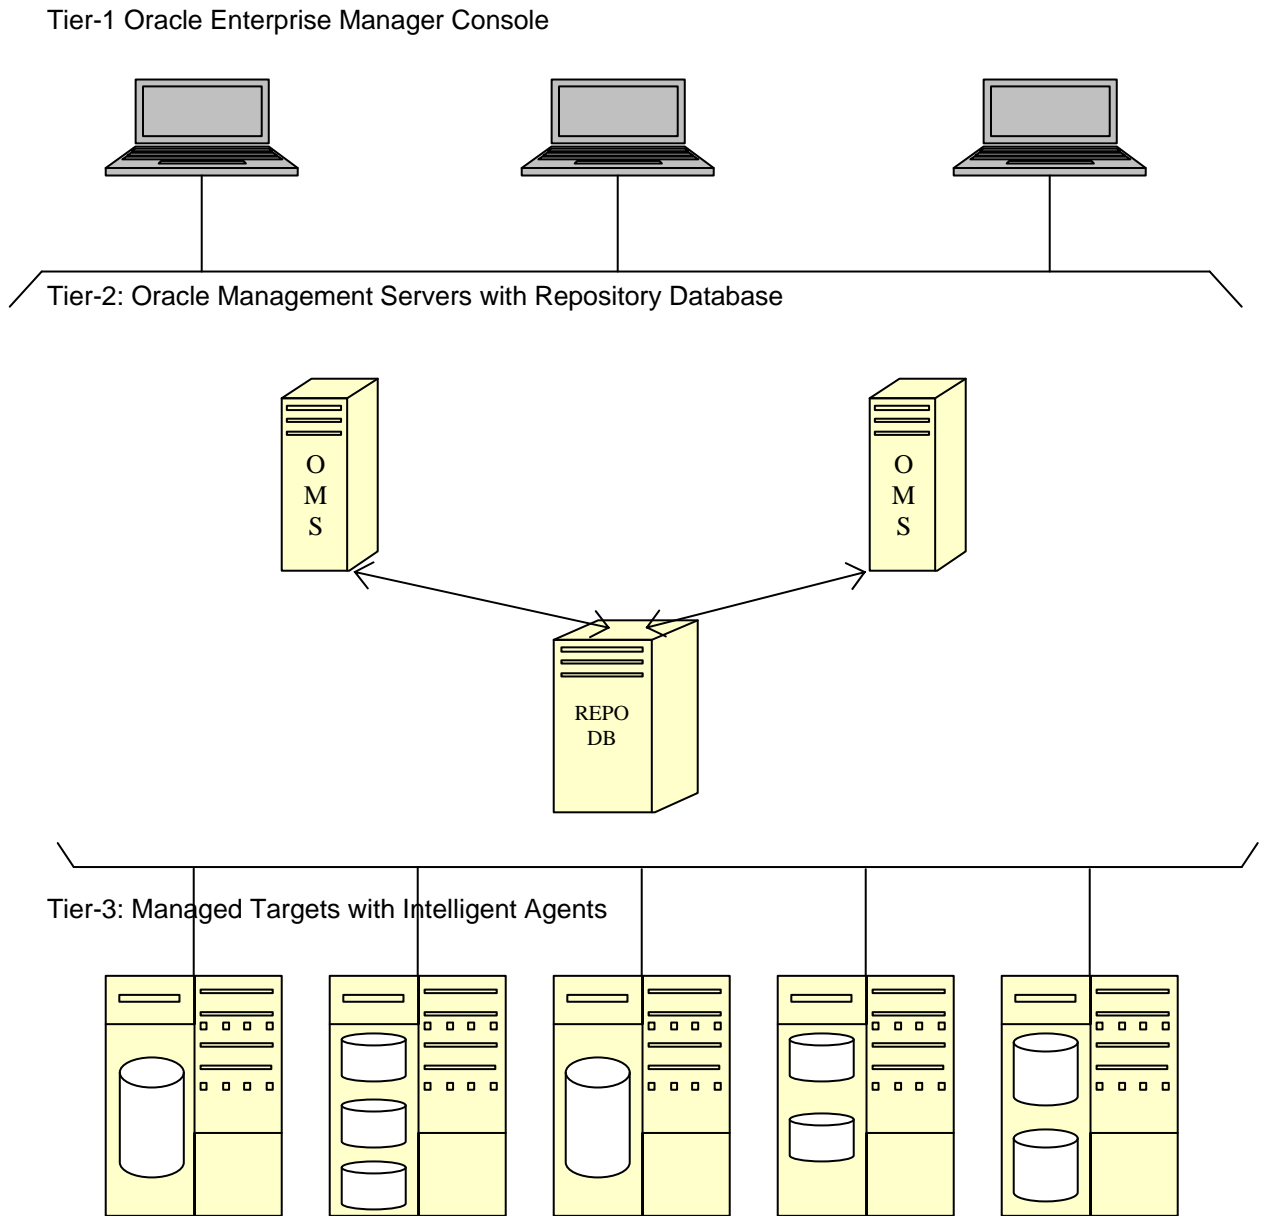 Tier-1 Oracle Enterprise Manager Console
Tier-2: Oracle Management Servers with Repository Database
O
M
S
O
M
S
REPO
DB
Tier-3: Managed Targets with Intelligent Agents